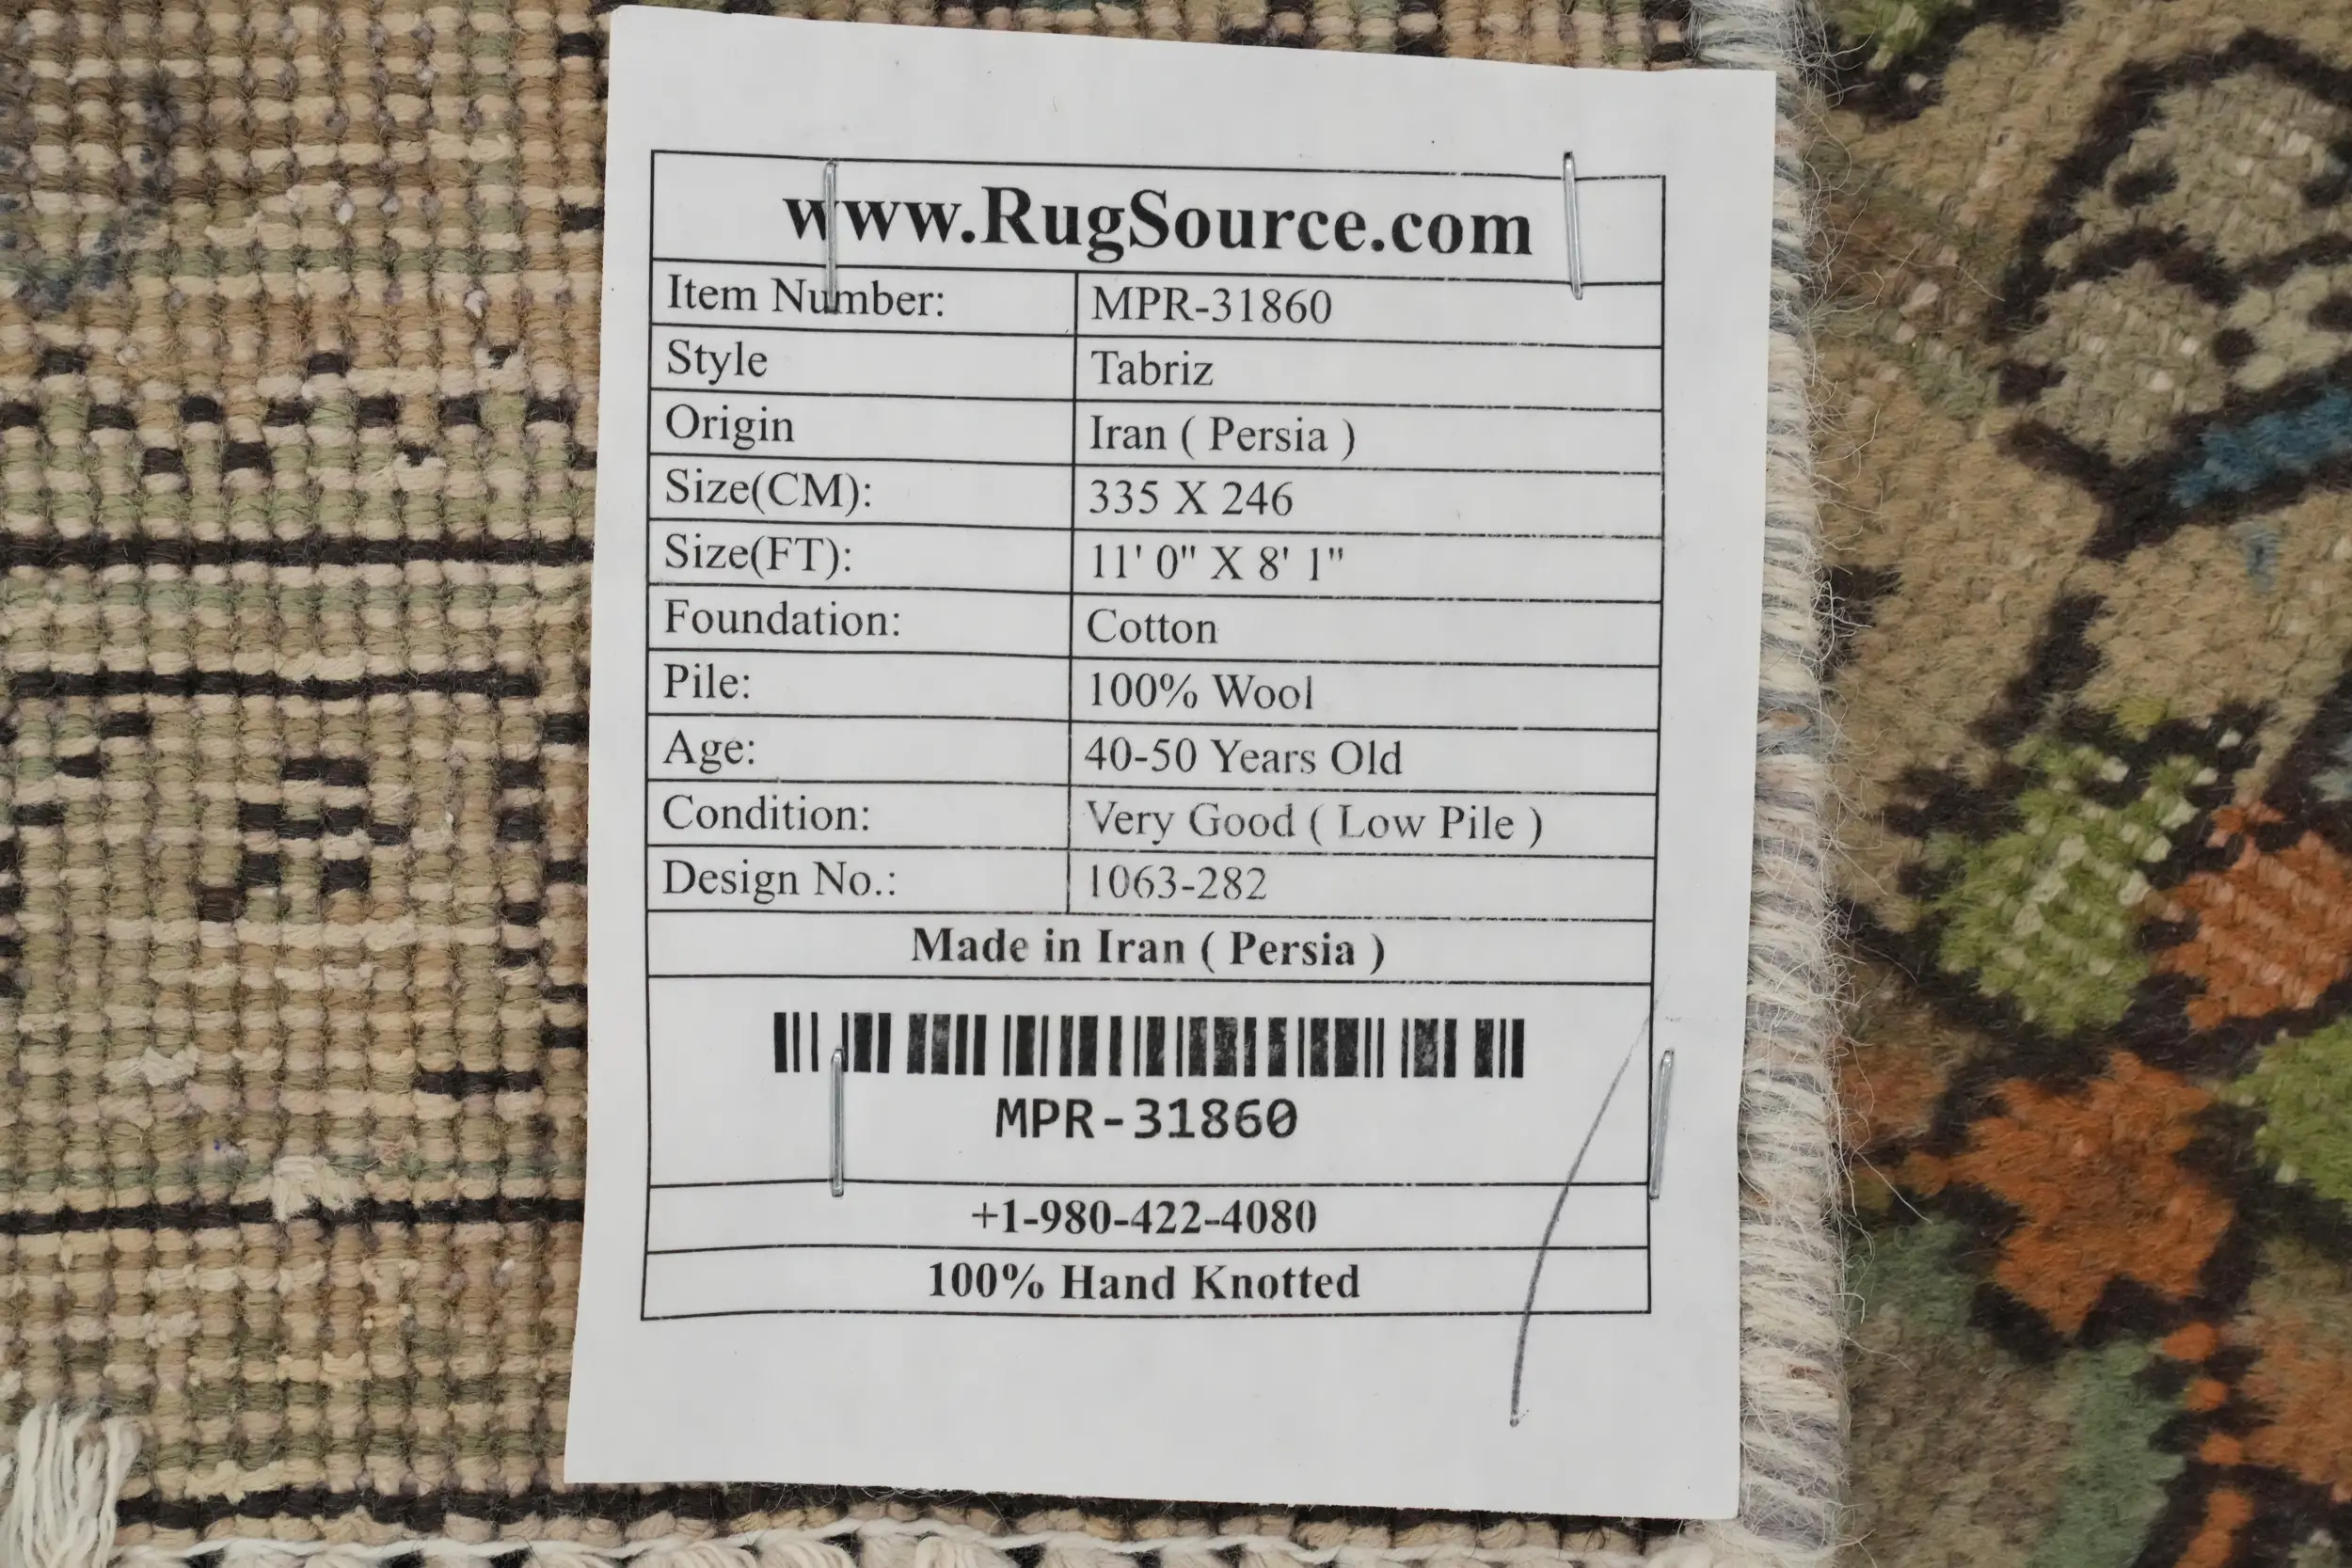 www.RugSource.com
Item Number: MPR-31860
Style Tabriz
Origin Iran ( Persia )
Size(CM): 335 X 246
Size(FT): 11' 0" X 8' 1"
Foundation: Cotton
Pile: 100% Wool
Age: 40-50 Years Old
Condition: Very Good ( Low Pile )
Design No.: 1063-282
Made in Iran ( Persia )
MPR-31860
+1-980-422-4080
100% Hand Knotted